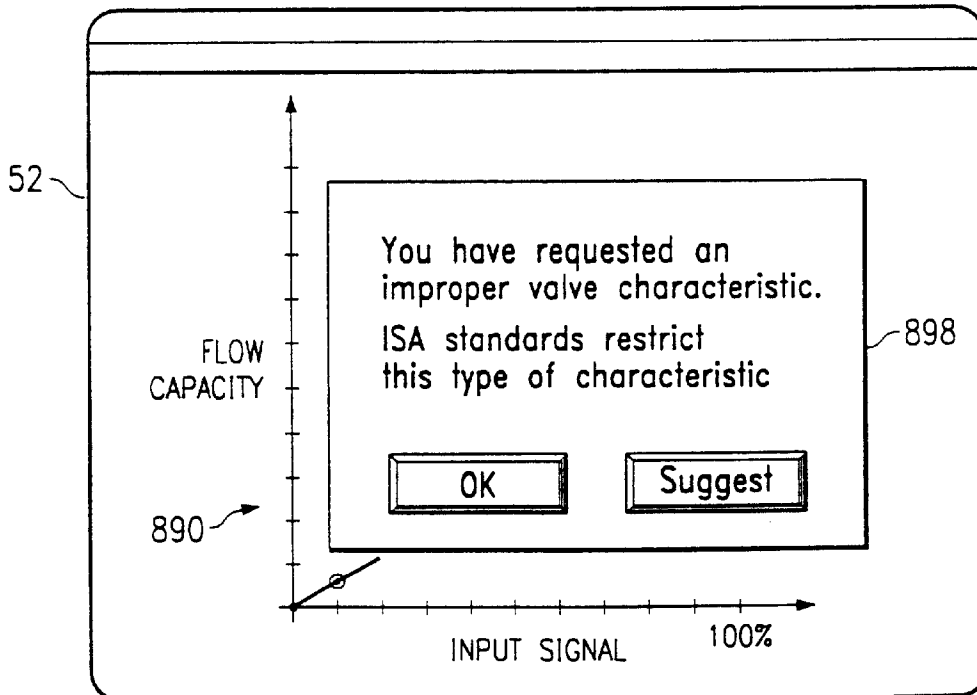 52
You have requested an
improper valve characteristic.
ISA standards restrict
this type of characteristic
898
FLOW
CAPACITY
OK
Suggest
890
INPUT SIGNAL
100%